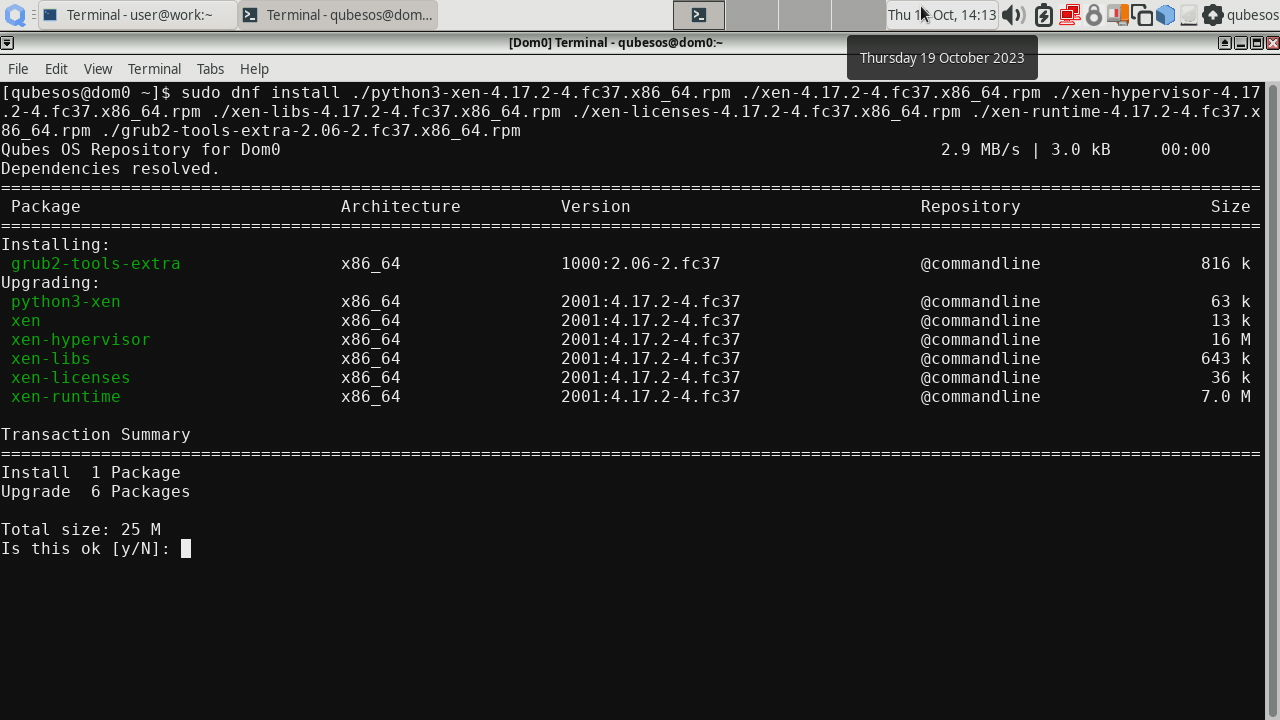 Terminal - user@work:~
Terminal - qubesos@dom...
Thu 1 Oct, 14:13
qubesos
[Dom0] Terminal - qubesos@dom0:~
Thursday 19 October 2023
File Edit View Terminal Tabs Help
[qubesos@dom0 ~]$ sudo dnf install ./python3-xen-4.17.2-4.fc37.x86_64.rpm ./xen-4.17.2-4.fc37.x86_64.rpm ./xen-hypervisor-4.17
.2-4.fc37.x86_64.rpm ./xen-libs-4.17.2-4.fc37.x86_64.rpm ./xen-licenses-4.17.2-4.fc37.x86_64.rpm ./xen-runtime-4.17.2-4.fc37.x
86_64.rpm ./grub2-tools-extra-2.06-2.fc37.x86_64.rpm
Qubes OS Repository for Dom0 2.9 MB/s | 3.0 kB 00:00
Dependencies resolved.
==============================================================================================================================
Package Architecture Version Repository Size
==============================================================================================================================
Installing:
grub2-tools-extra x86_64 1000:2.06-2.fc37 @commandline 816 k
Upgrading:
python3-xen x86_64 2001:4.17.2-4.fc37 @commandline 63 k
xen x86_64 2001:4.17.2-4.fc37 @commandline 13 k
xen-hypervisor x86_64 2001:4.17.2-4.fc37 @commandline 16 M
xen-libs x86_64 2001:4.17.2-4.fc37 @commandline 643 k
xen-licenses x86_64 2001:4.17.2-4.fc37 @commandline 36 k
xen-runtime x86_64 2001:4.17.2-4.fc37 @commandline 7.0 M
Transaction Summary
==============================================================================================================================
Install 1 Package
Upgrade 6 Packages
Total size: 25 M
Is this ok [y/N]: